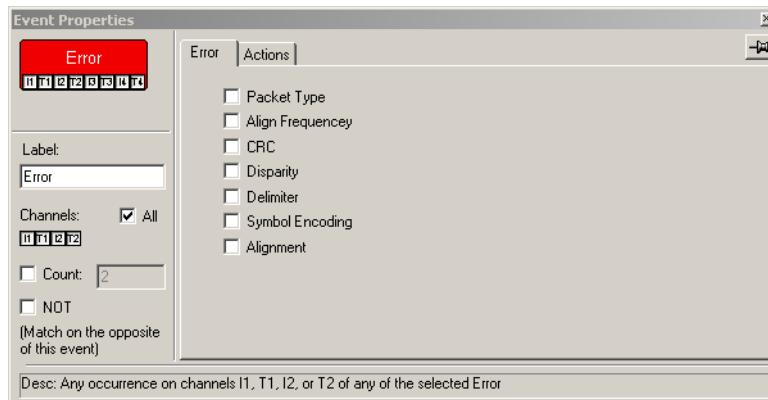 Event Properties
Error
I1 T1 I2 T2 I3 T3 I4 T4
Label:
Error
Channels: All
I1 T1 I2 T2
Count: 2
NOT
(Match on the opposite
of this event)
Error Actions
Packet Type
Align Frequencey
CRC
Disparity
Delimiter
Symbol Encoding
Alignment
Desc: Any occurrence on channels I1, T1, I2, or T2 of any of the selected Error